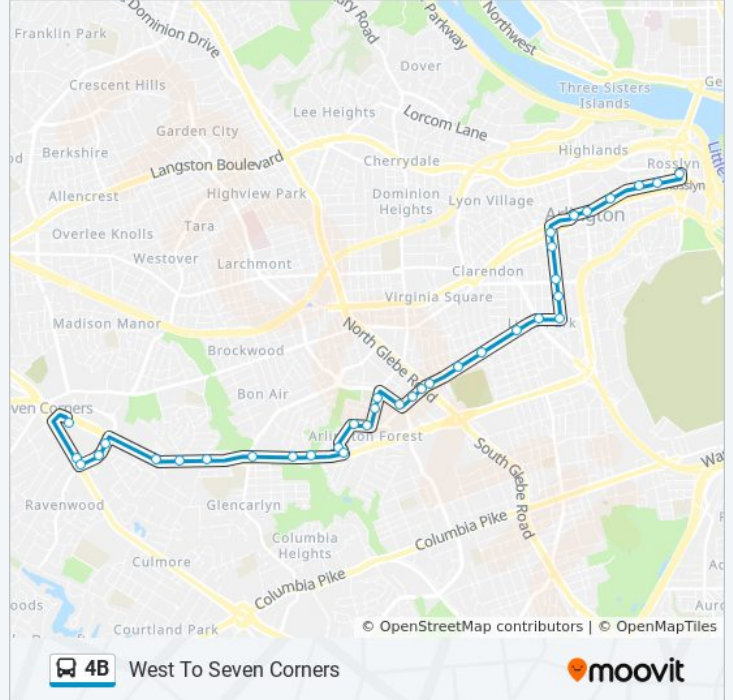 Franklin Park
Dominion Drive
Parkway
Northwest
Dover
Crescent Hills
Three Sisters
Islands
Lee Heights
Lorcom Lane
Garden City
Berkshire
Langston Boulevard
Cherrydale
Highlands
Rosslyn
Allencrest
Highview Park
Dominion
Heights
Lyon Village
Arlington
Tara
Overlee Knolls
Westover
Larchmont
Clarendon
Virginia Square
Madison Manor
North Glebe Road
Brockwood
Bon Air
ven Corners
Arlington Forest
South Glebe Road
Ravenwood
Glencarlyn
Columbia Pike
Columbia
Heights
Culmore
Columbia Pike
Courtland Park
© OpenStreetMap contributors | © OpenMapTiles
4B West To Seven Corners
moovit